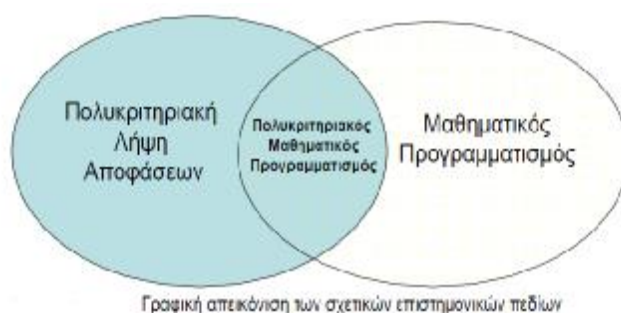 Πολυκριτηριακή
Λήψη
Αποφάσεων
Πολυκριτηριακός
Μαθηματικός
Προγραμματισμός
Μαθηματικός
Προγραμματισμός
Γραφική απεικόνιση των σχετικών επιστημονικών πεδίων